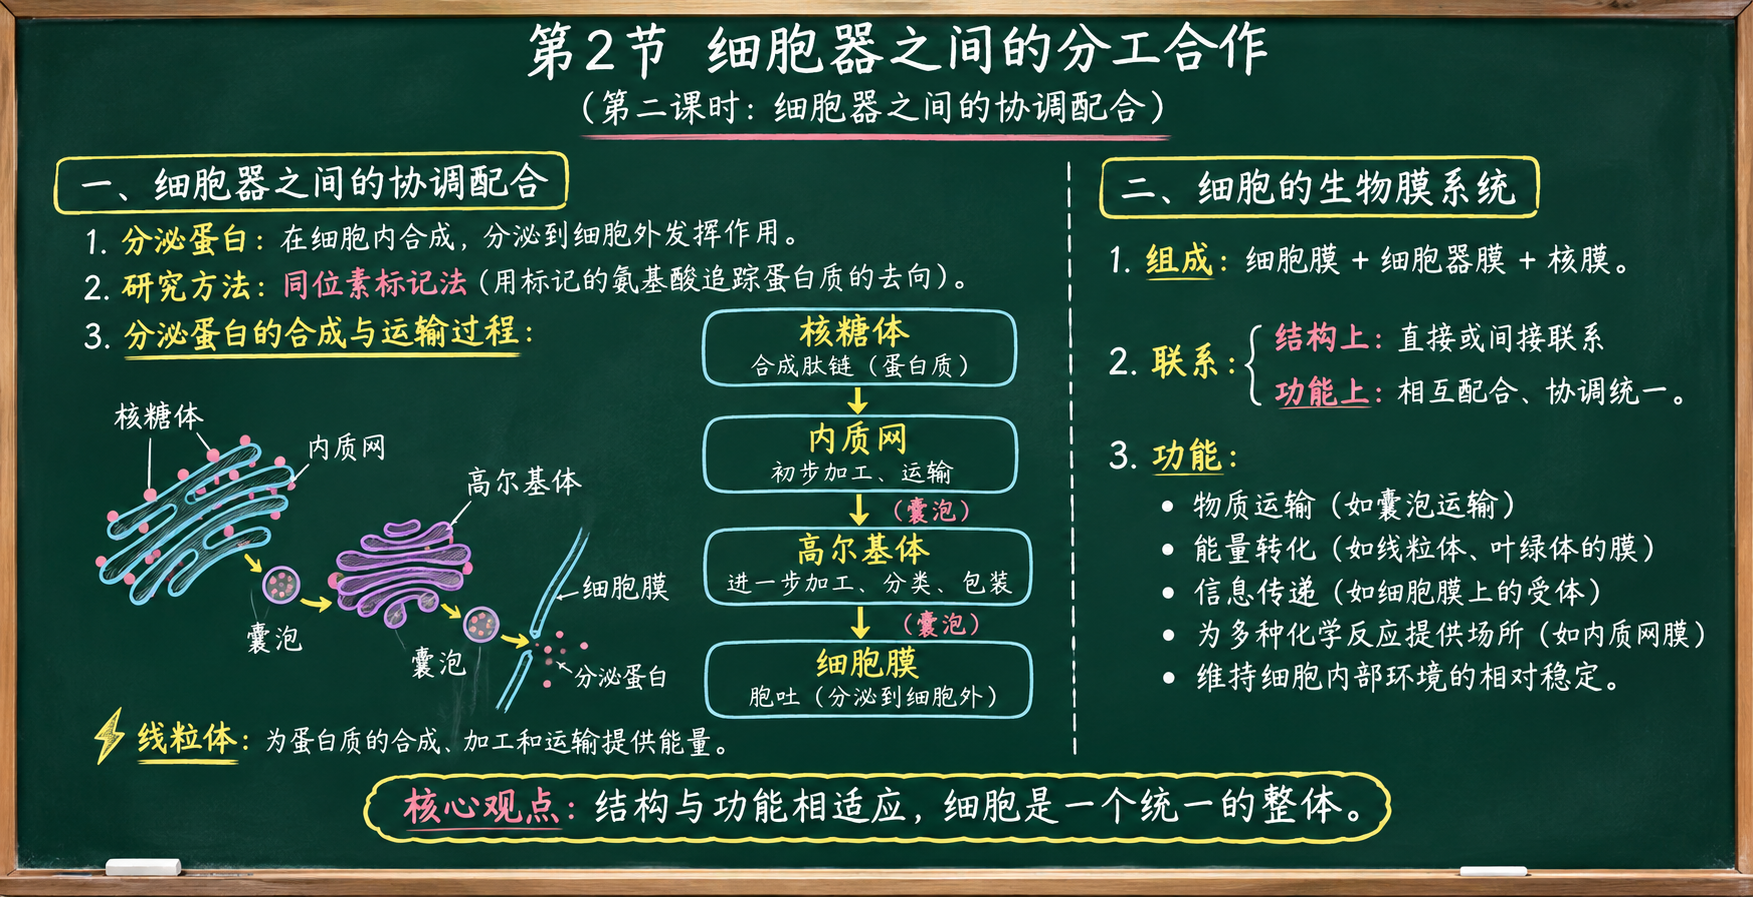 第2节 细胞器之间的分工合作
（第二课时：细胞器之间的协调配合）
一、细胞器之间的协调配合
1. 分泌蛋白：在细胞内合成，分泌到细胞外发挥作用。
2. 研究方法：同位素标记法（用标记的氨基酸追踪蛋白质的去向）。
3. 分泌蛋白的合成与运输过程：
核糖体
内质网
高尔基体
囊泡
囊泡
细胞膜
分泌蛋白
核糖体
合成肽链（蛋白质）
内质网
初步加工、运输
（囊泡）
高尔基体
进一步加工、分类、包装
（囊泡）
细胞膜
胞吐（分泌到细胞外）
线粒体：为蛋白质的合成、加工和运输提供能量。
二、细胞的生物膜系统
1. 组成：细胞膜 + 细胞器膜 + 核膜。
2. 联系：
结构上：直接或间接联系
功能上：相互配合、协调统一。
3. 功能：
• 物质运输（如囊泡运输）
• 能量转化（如线粒体、叶绿体的膜）
• 信息传递（如细胞膜上的受体）
• 为多种化学反应提供场所（如内质网膜）
• 维持细胞内部环境的相对稳定。
核心观点：结构与功能相适应，细胞是一个统一的整体。